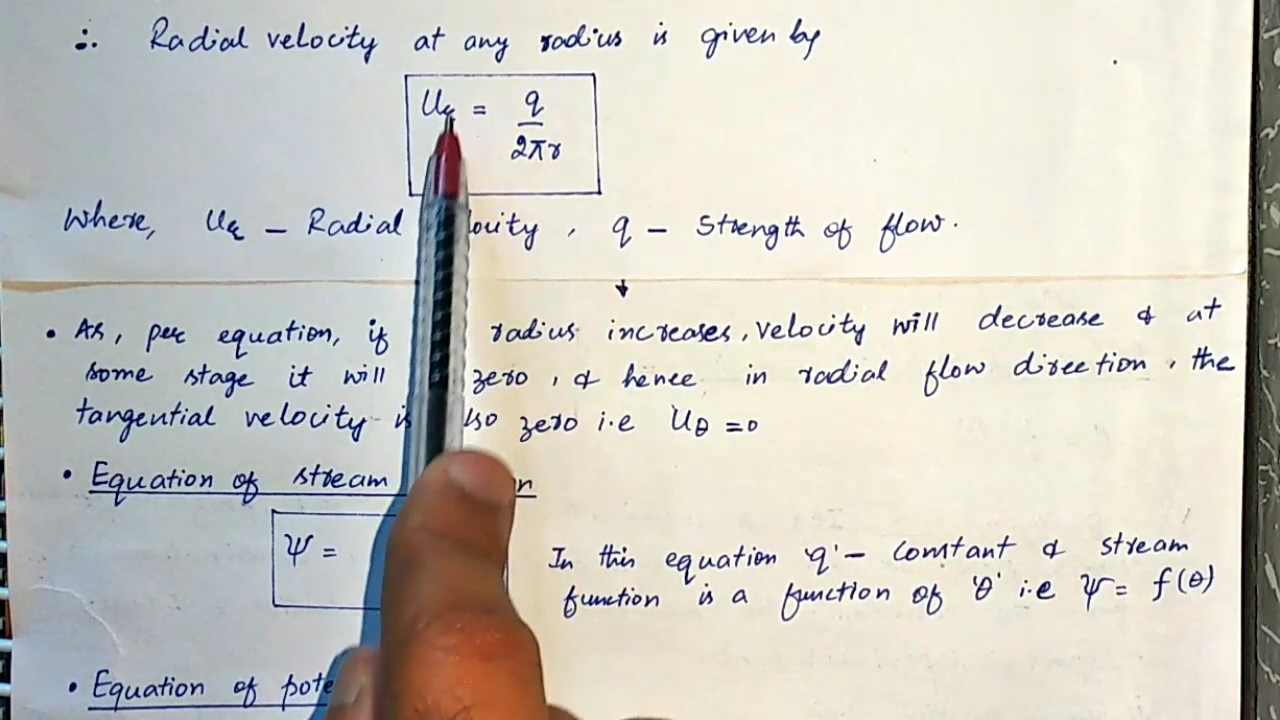 ∴ Radial velocity at any radius is given by
Ur = q / 2πr
Where, Ur – Radial locity , q – Strength of flow.
• As, per equation, if radius increases, velocity will decrease & at
some stage it will zero , & hence in radial flow direction , the
tangential velocity is lso zero i.e Uθ = 0
• Equation of stream n
ψ =
In this equation 'q' – constant & stream
function is a function of 'θ' i.e ψ = f(θ)
• Equation of pote